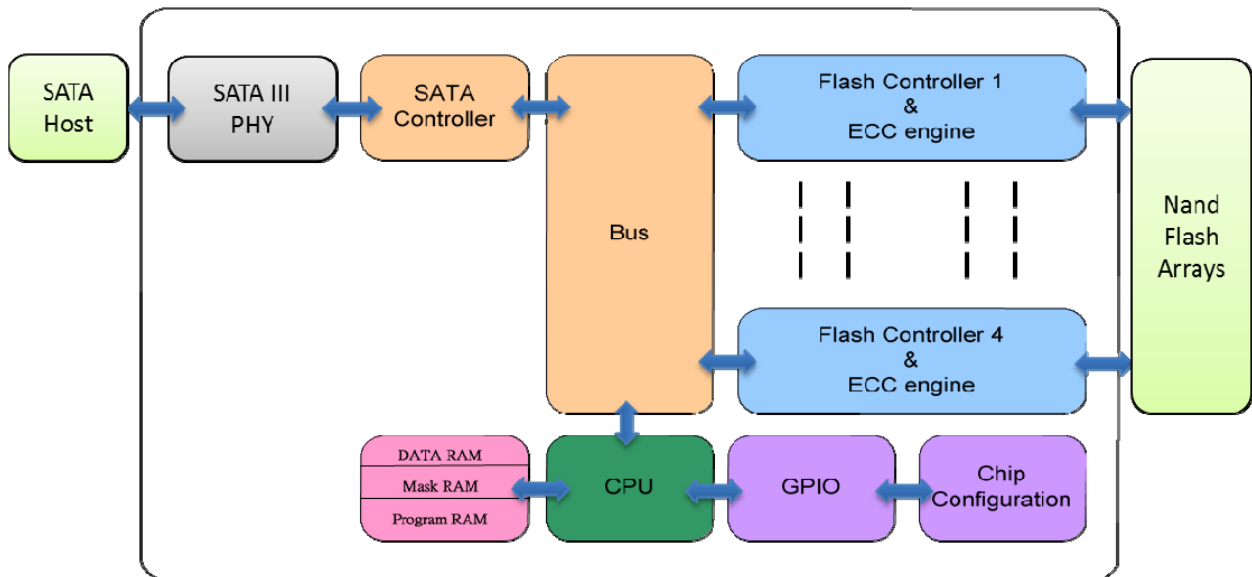 SATA
Host
SATA III
PHY
SATA
Controller
Bus
Flash Controller 1
&
ECC engine
Flash Controller 4
&
ECC engine
Nand
Flash
Arrays
DATA RAM
Mask RAM
Program RAM
CPU
GPIO
Chip
Configuration